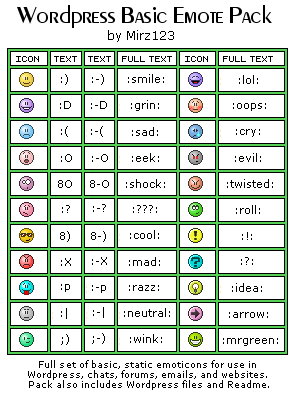 Wordpress Basic Emote Pack
by Mirz123
ICON TEXT TEXT FULL TEXT ICON FULL TEXT
:) :-) :smile: :lol:
:D :-D :grin: :oops:
:( :-( :sad: :cry:
:O :-O :eek: :evil:
8O 8-O :shock: :twisted:
:? :-? :???: :roll:
8) 8-) :cool: :!:
:X :-X :mad: :?:
:p :-p :razz: :idea:
:| :-| :neutral: :arrow:
;) ;-) :wink: :mrgreen:
Full set of basic, static emoticons for use in
Wordpress, chats, forums, emails, and websites.
Pack also includes Wordpress files and Readme.